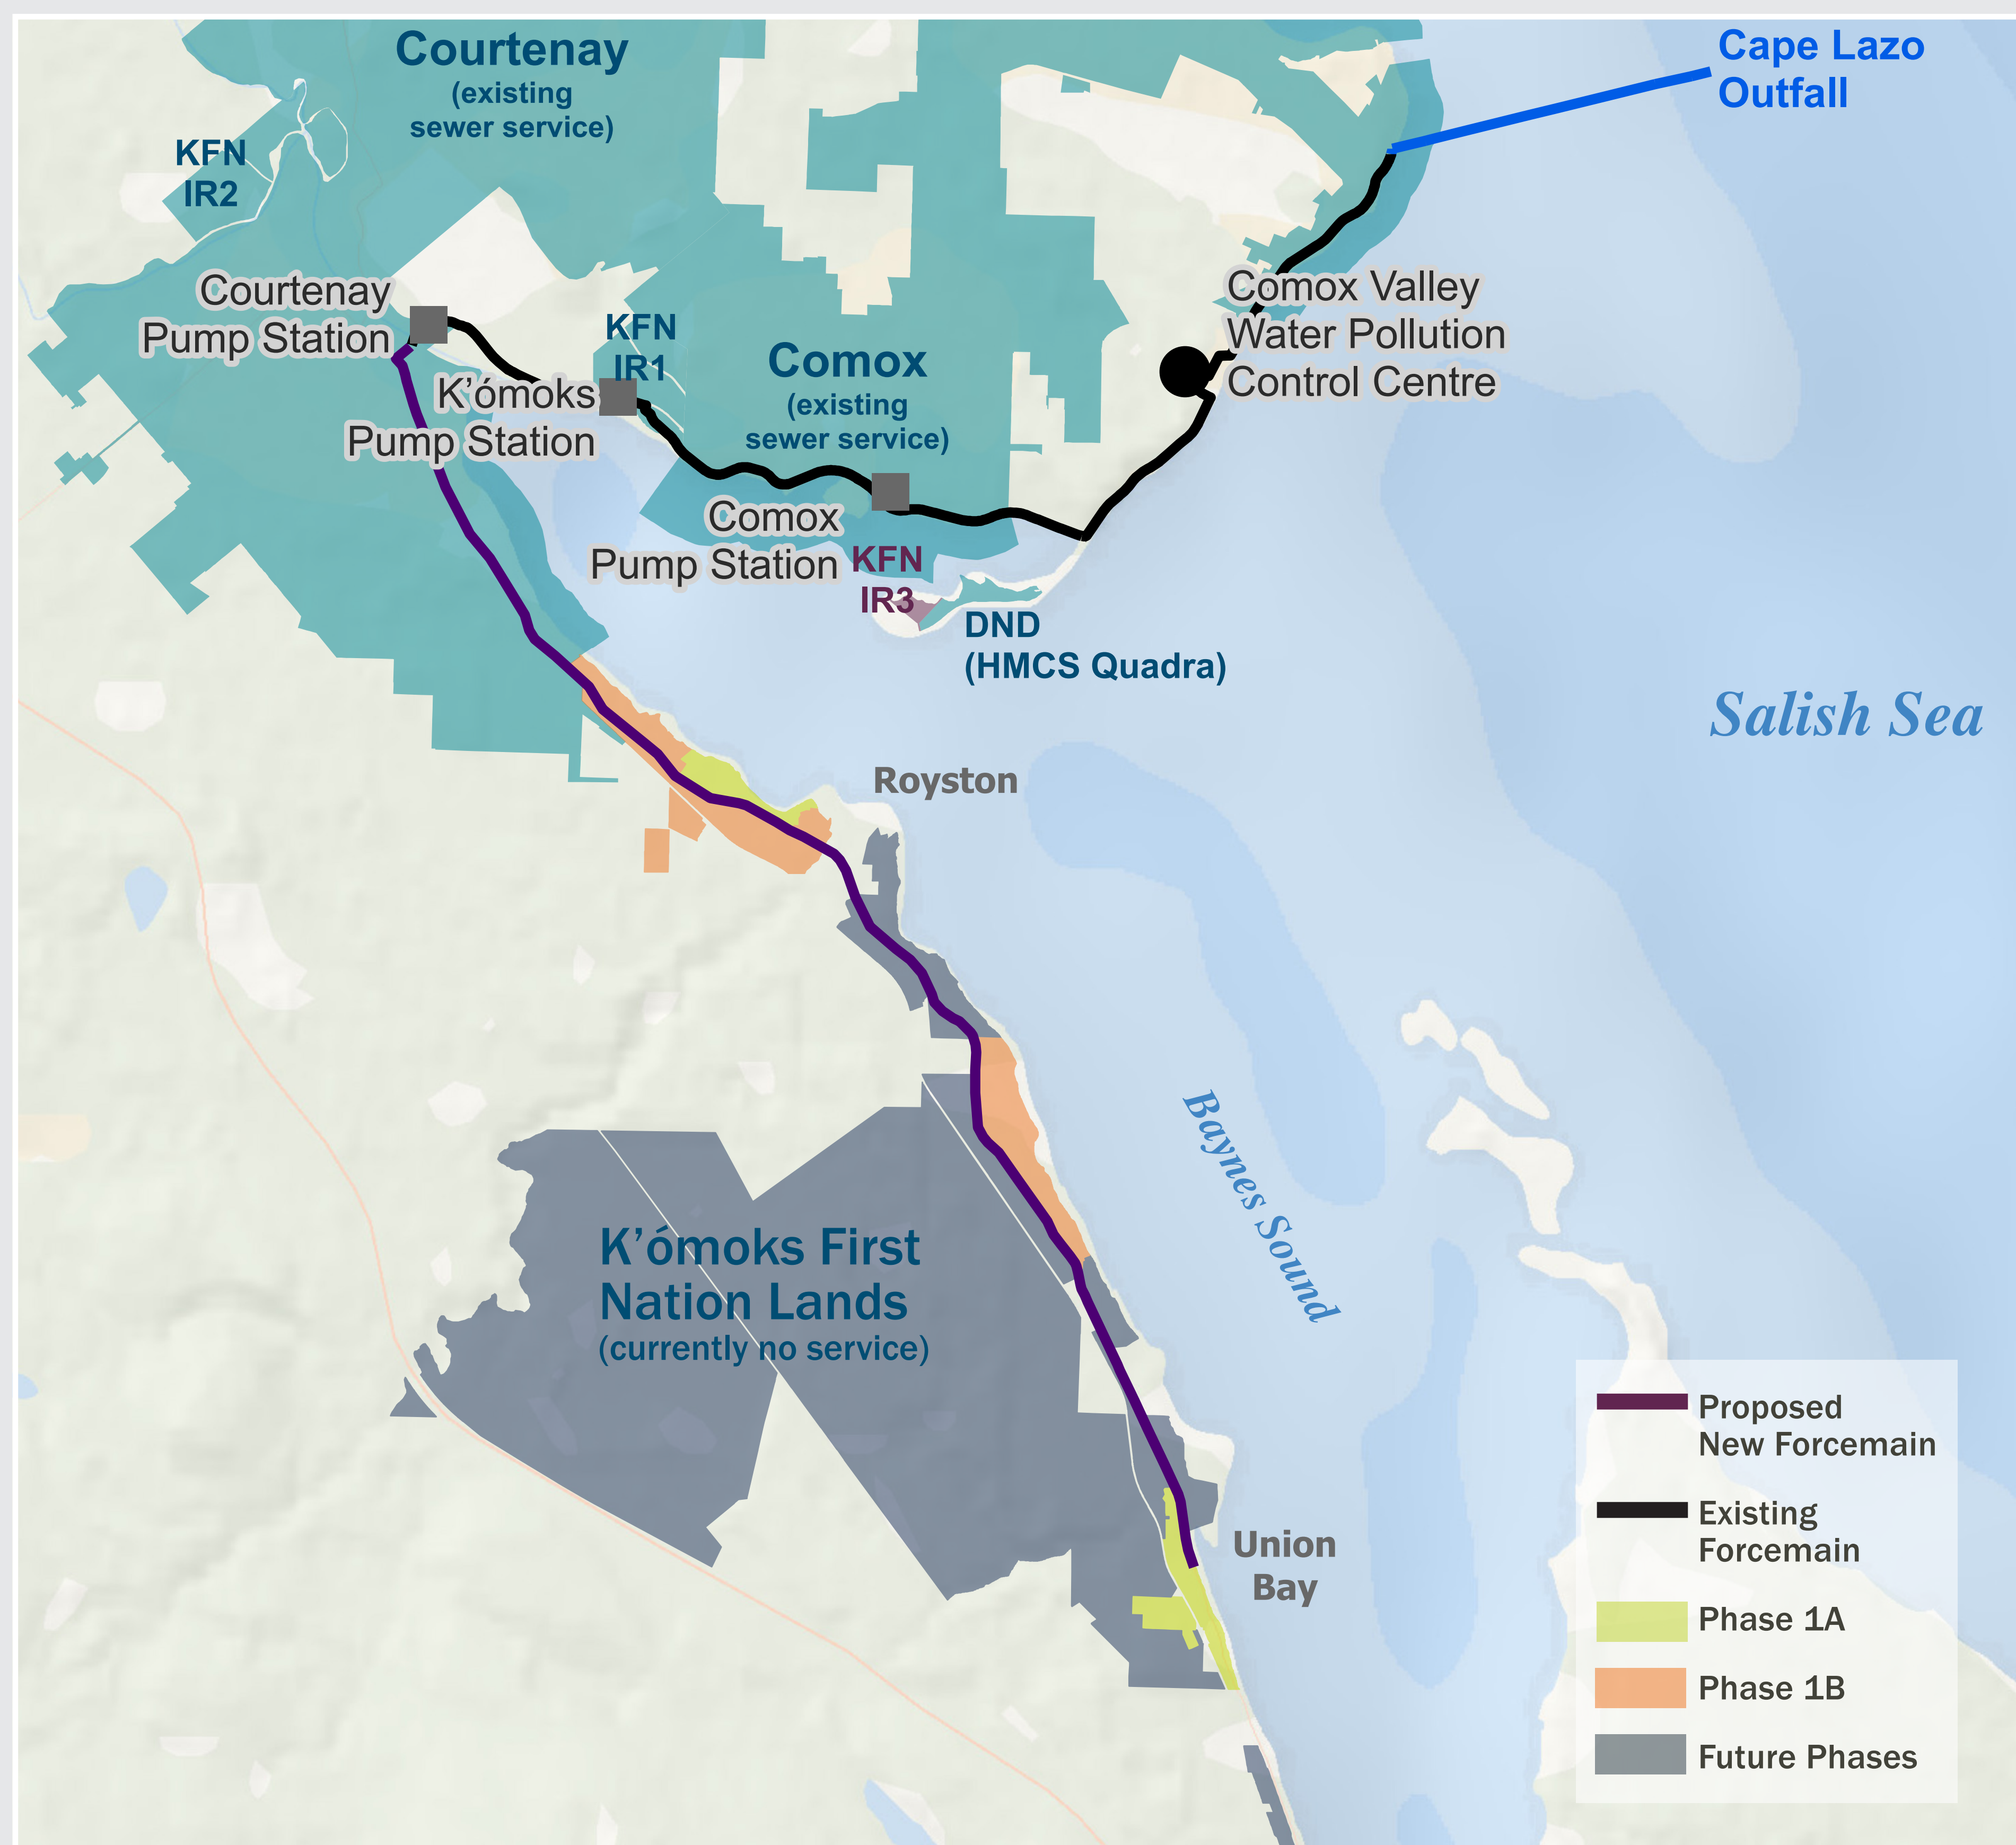 Courtenay
(existing
sewer service)
Cape Lazo
Outfall
KFN
IR2
Courtenay
Pump Station
KFN
IR1
K’ómoks
Pump Station
Comox
(existing
sewer service)
Comox Valley
Water Pollution
Control Centre
Comox
Pump Station
KFN
IR3
DND
(HMCS Quadra)
Salish Sea
Royston
Baynes Sound
K’ómoks First
Nation Lands
(currently no service)
Union
Bay
Proposed
New Forcemain
Existing
Forcemain
Phase 1A
Phase 1B
Future Phases